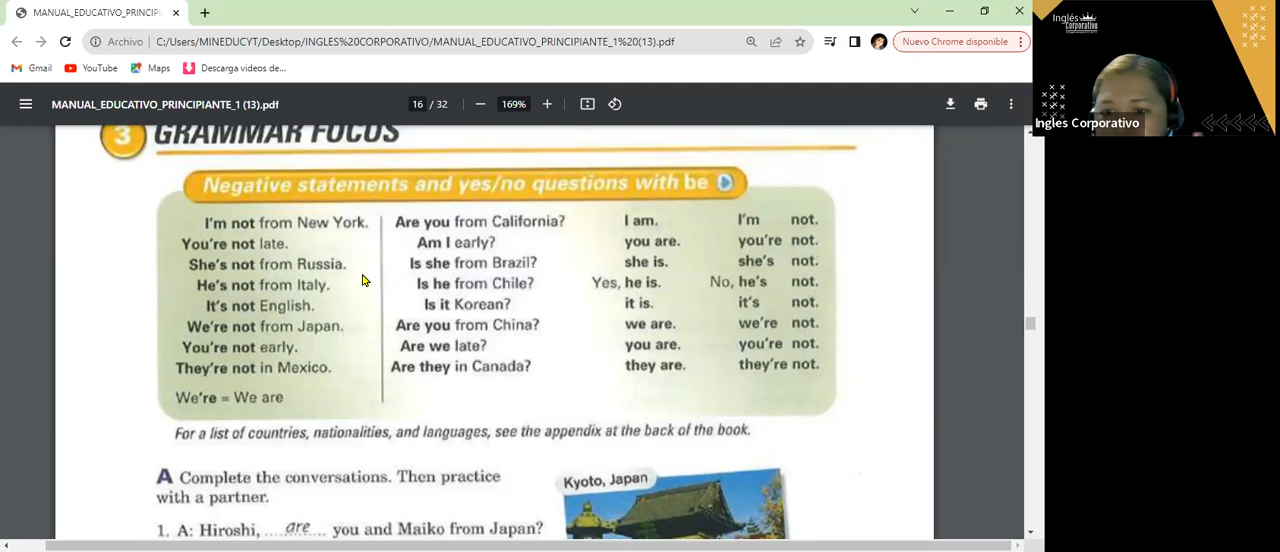 MANUAL_EDUCATIVO_PRINCIPI
Archivo C:/Users/MINEDUCYT/Desktop/INGLES%20CORPORATIVO/MANUAL_EDUCATIVO_PRINCIPIANTE_1%20(13).pdf Nuevo Chrome disponible
Gmail YouTube Maps Descarga videos de...
MANUAL_EDUCATIVO_PRINCIPIANTE_1 (13).pdf 16 / 32 169%
Inglés
Corporativo
Ingles Corporativo
3 GRAMMAR FOCUS
Negative statements and yes/no questions with be
I'm not from New York. Are you from California? I am. I'm not.
You're not late. Am I early? you are. you're not.
She's not from Russia. Is she from Brazil? she is. she's not.
He's not from Italy. Is he from Chile? Yes, he is. No, he's not.
It's not English. Is it Korean? it is. it's not.
We're not from Japan. Are you from China? we are. we're not.
You're not early. Are we late? you are. you're not.
They're not in Mexico. Are they in Canada? they are. they're not.
We're = We are
For a list of countries, nationalities, and languages, see the appendix at the back of the book.
A Complete the conversations. Then practice
with a partner.
Kyoto, Japan
1. A: Hiroshi, are you and Maiko from Japan?